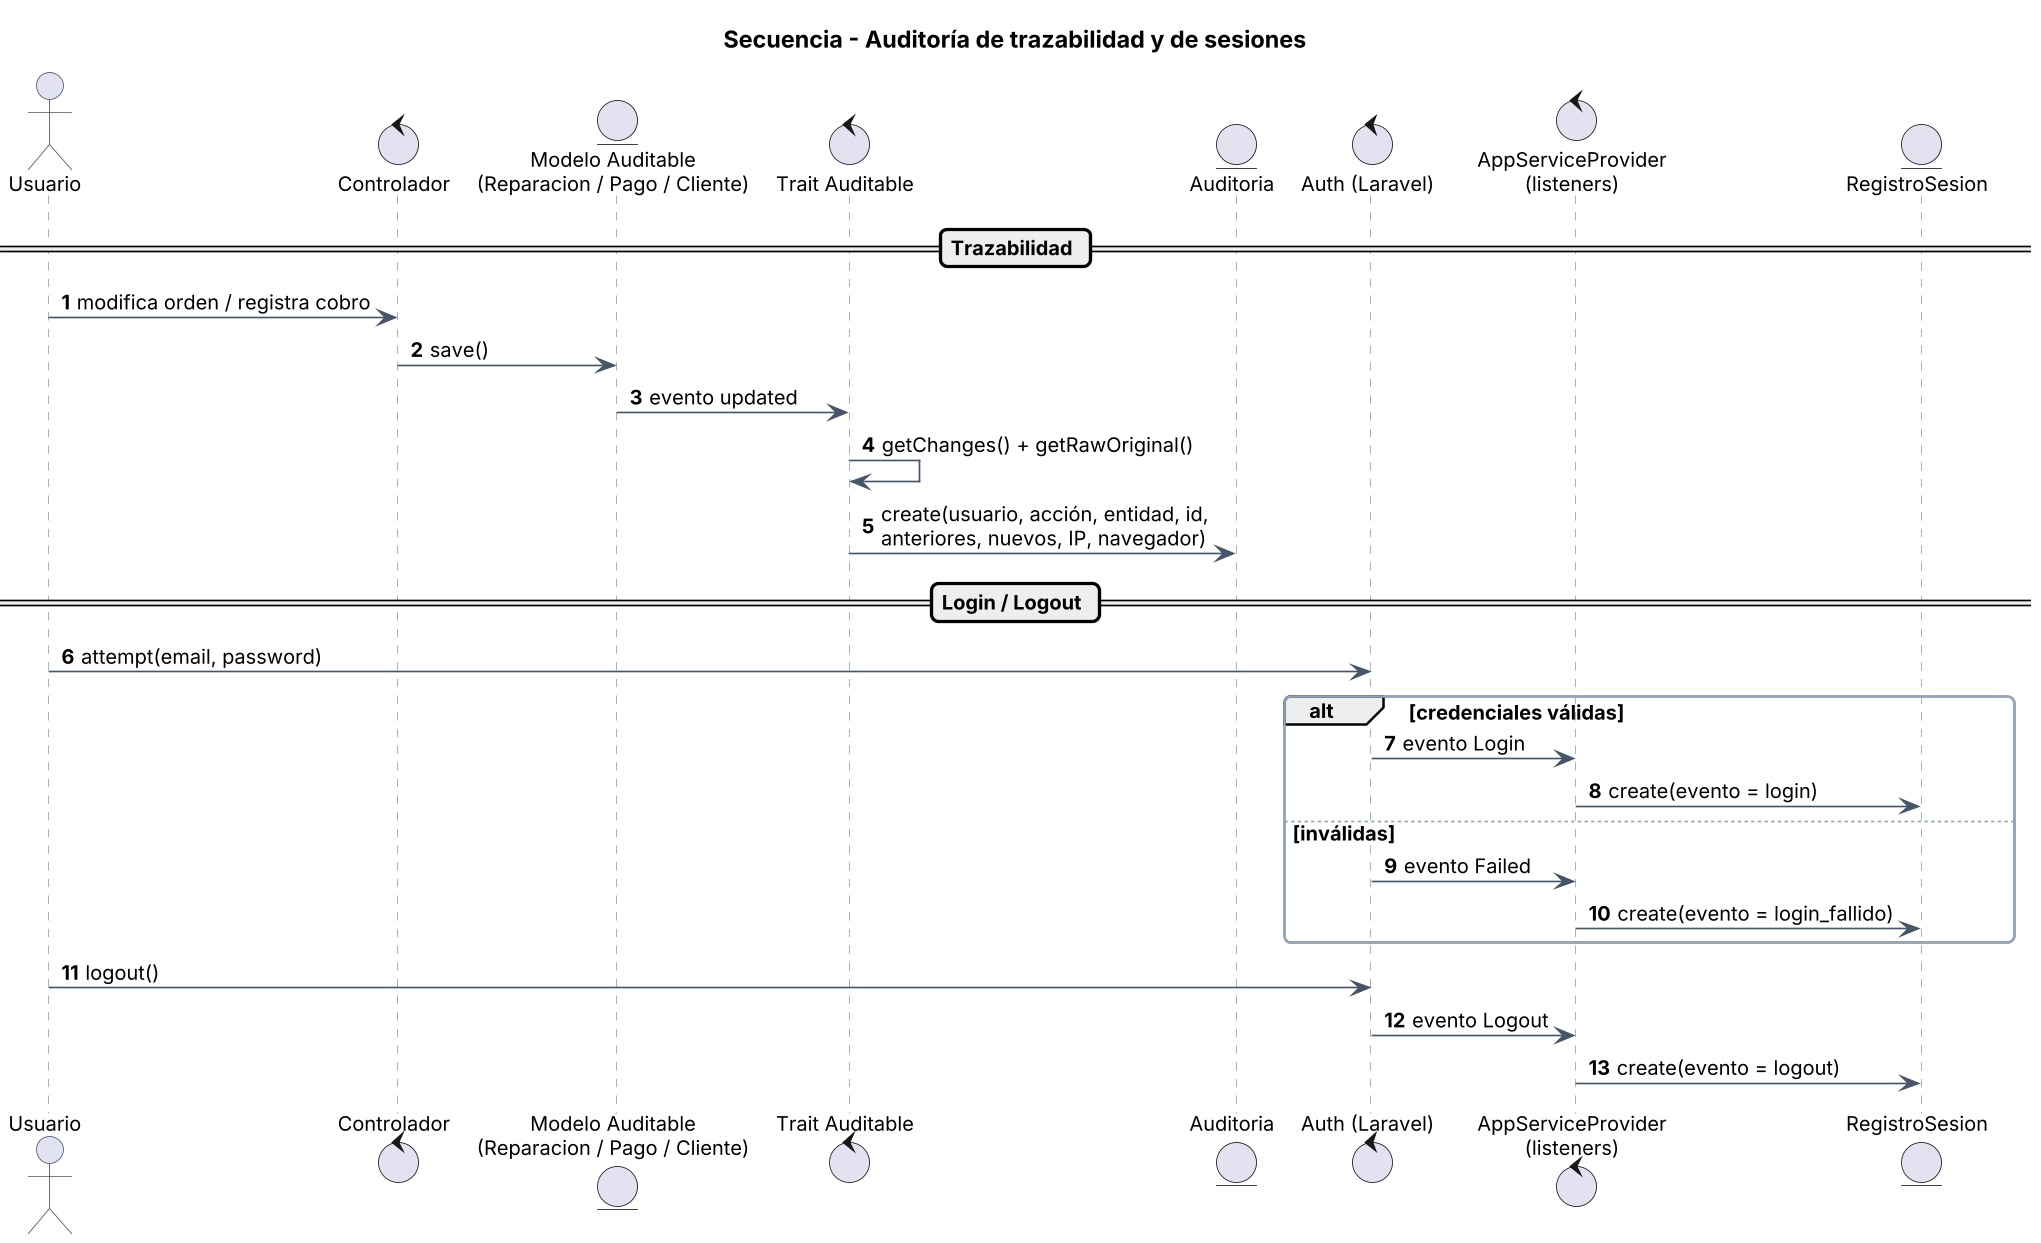 Secuencia - Auditoría de trazabilidad y de sesiones
Usuario
Controlador
Modelo Auditable
(Reparacion / Pago / Cliente)
Trait Auditable
Auditoria
Auth (Laravel)
AppServiceProvider
(listeners)
RegistroSesion
Trazabilidad
1 modifica orden / registra cobro
2 save()
3 evento updated
4 getChanges() + getRawOriginal()
5 create(usuario, acción, entidad, id,
anteriores, nuevos, IP, navegador)
Login / Logout
6 attempt(email, password)
alt [credenciales válidas]
7 evento Login
8 create(evento = login)
[inválidas]
9 evento Failed
10 create(evento = login_fallido)
11 logout()
12 evento Logout
13 create(evento = logout)
Usuario
Controlador
Modelo Auditable
(Reparacion / Pago / Cliente)
Trait Auditable
Auditoria
Auth (Laravel)
AppServiceProvider
(listeners)
RegistroSesion